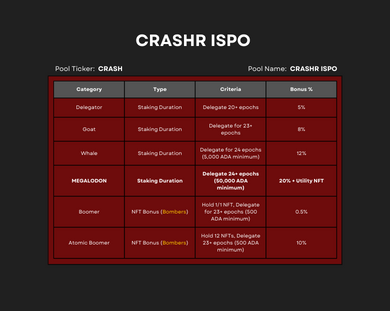 CRASHR ISPO
Pool Ticker: CRASH
Pool Name: CRASHR ISPO
Category Type Criteria Bonus %
Delegator Staking Duration Delegate 20+ epochs 5%
Goat Staking Duration Delegate for 23+
epochs 8%
Whale Staking Duration Delegate for 24 epochs
(5,000 ADA
minimum) 12%
MEGALODON Staking Duration Delegate 24+ epochs
(50,000 ADA
minimum) 20% + Utility NFT
Boomer NFT Bonus (Bombers) Hold 1/1 NFT, Delegate
for 23+ epochs (500
ADA minimum) 0.5%
Atomic Boomer NFT Bonus (Bombers) Hold 12 NFTs, Delegate
23+ epochs (500 ADA
minimum) 10%